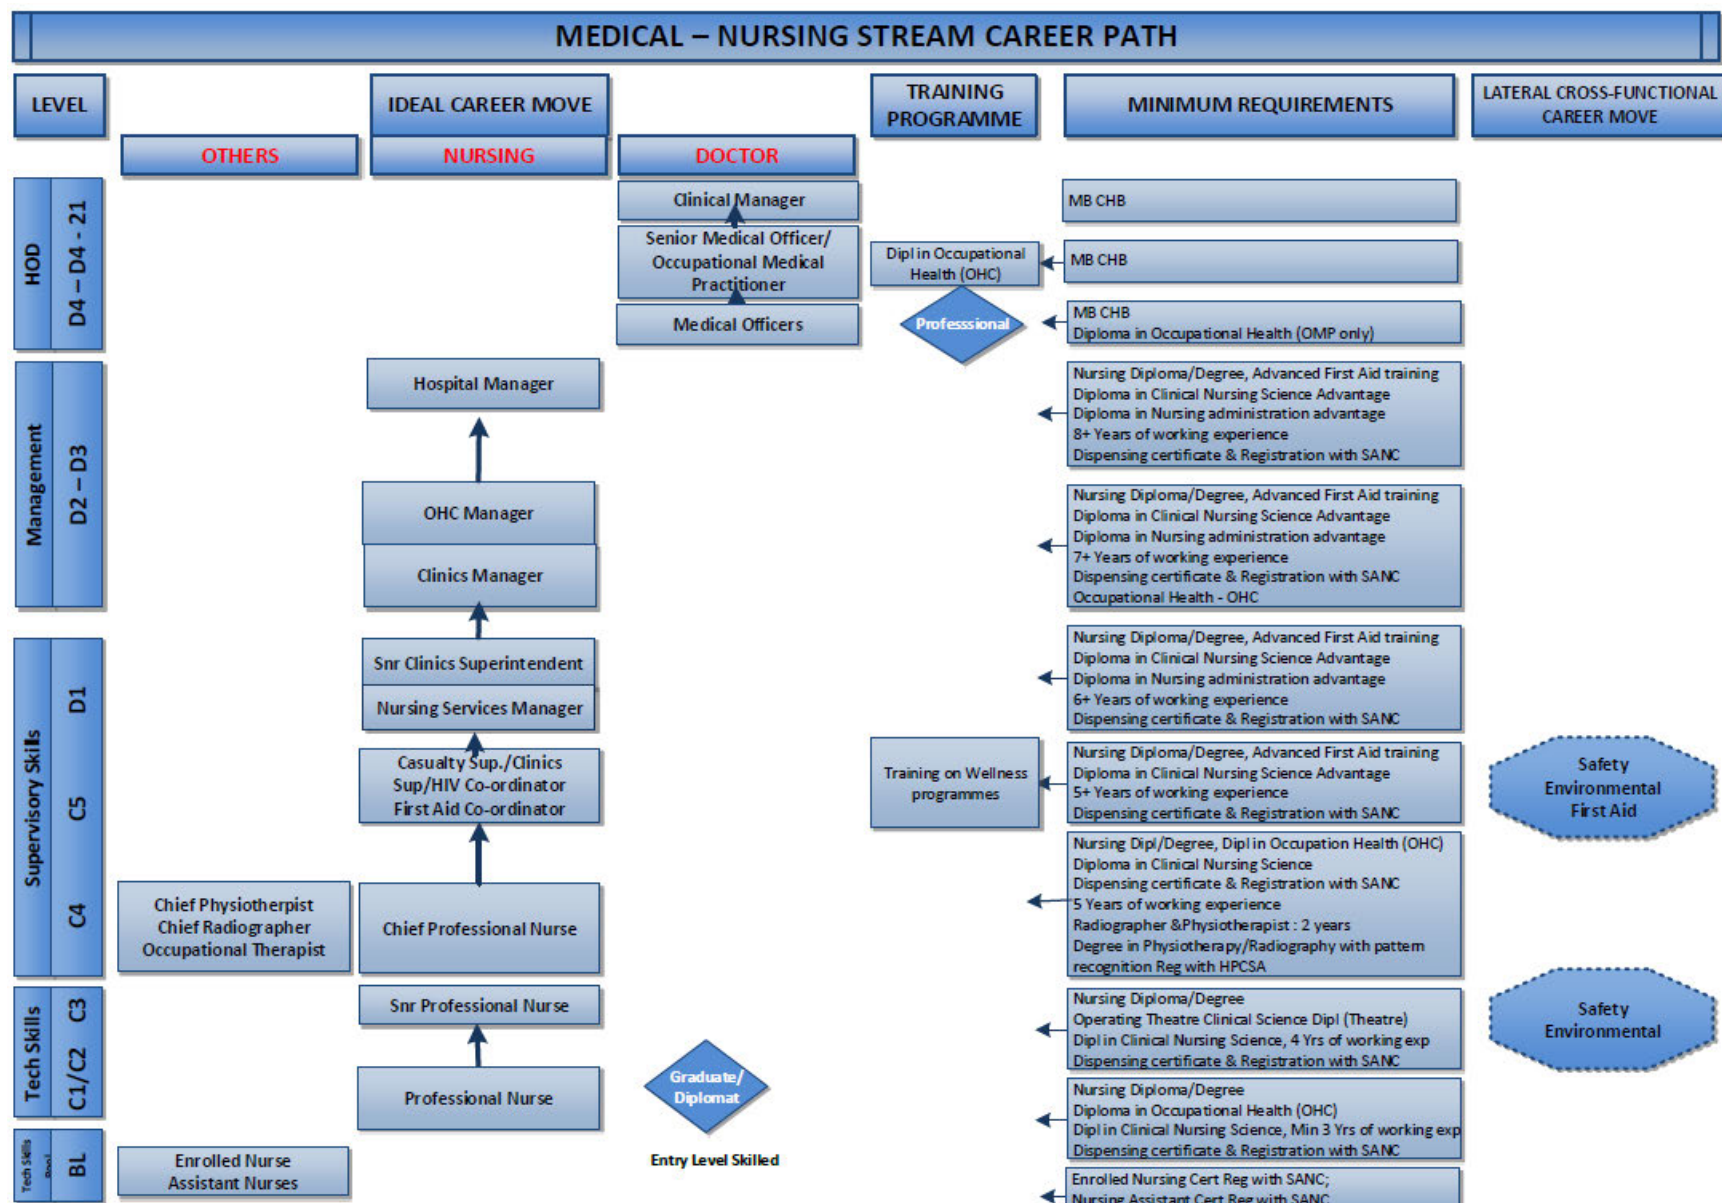 MEDICAL – NURSING STREAM CAREER PATH
LEVEL
IDEAL CAREER MOVE
TRAINING
PROGRAMME
MINIMUM REQUIREMENTS
LATERAL CROSS-FUNCTIONAL
CAREER MOVE
OTHERS
NURSING
DOCTOR
HOD
D4 – D4 - 21
Clinical Manager
MB CHB
Senior Medical Officer/
Occupational Medical
Practitioner
Dipl in Occupational
Health (OHC)
MB CHB
Medical Officers
Professsional
MB CHB
Diploma in Occupational Health (OMP only)
Management
D2 – D3
Hospital Manager
Nursing Diploma/Degree, Advanced First Aid training
Diploma in Clinical Nursing Science Advantage
Diploma in Nursing administration advantage
8+ Years of working experience
Dispensing certificate & Registration with SANC
OHC Manager
Clinics Manager
Nursing Diploma/Degree, Advanced First Aid training
Diploma in Clinical Nursing Science Advantage
Diploma in Nursing administration advantage
7+ Years of working experience
Dispensing certificate & Registration with SANC
Occupational Health - OHC
Supervisory Skills
D1
Snr Clinics Superintendent
Nursing Services Manager
Nursing Diploma/Degree, Advanced First Aid training
Diploma in Clinical Nursing Science Advantage
Diploma in Nursing administration advantage
6+ Years of working experience
Dispensing certificate & Registration with SANC
C5
Casualty Sup./Clinics
Sup/HIV Co-ordinator
First Aid Co-ordinator
Training on Wellness
programmes
Nursing Diploma/Degree, Advanced First Aid training
Diploma in Clinical Nursing Science Advantage
5+ Years of working experience
Dispensing certificate & Registration with SANC
Safety
Environmental
First Aid
C4
Chief Physiotherpist
Chief Radiographer
Occupational Therapist
Chief Professional Nurse
Nursing Dipl/Degree, Dipl in Occupation Health (OHC)
Diploma in Clinical Nursing Science
Dispensing certificate & Registration with SANC
5 Years of working experience
Radiographer &Physiotherapist : 2 years
Degree in Physiotherapy/Radiography with pattern
recognition Reg with HPCSA
Tech Skills
C3
Snr Professional Nurse
Nursing Diploma/Degree
Operating Theatre Clinical Science Dipl (Theatre)
Dipl in Clinical Nursing Science, 4 Yrs of working exp
Dispensing certificate & Registration with SANC
Safety
Environmental
C1/C2
Professional Nurse
Graduate/
Diplomat
Entry Level Skilled
Nursing Diploma/Degree
Diploma in Occupational Health (OHC)
Dipl in Clinical Nursing Science, Min 3 Yrs of working exp
Dispensing certificate & Registration with SANC
Tech Skills
BL
Enrolled Nurse
Assistant Nurses
Enrolled Nursing Cert Reg with SANC;
Nursing Assistant Cert Reg with SANC